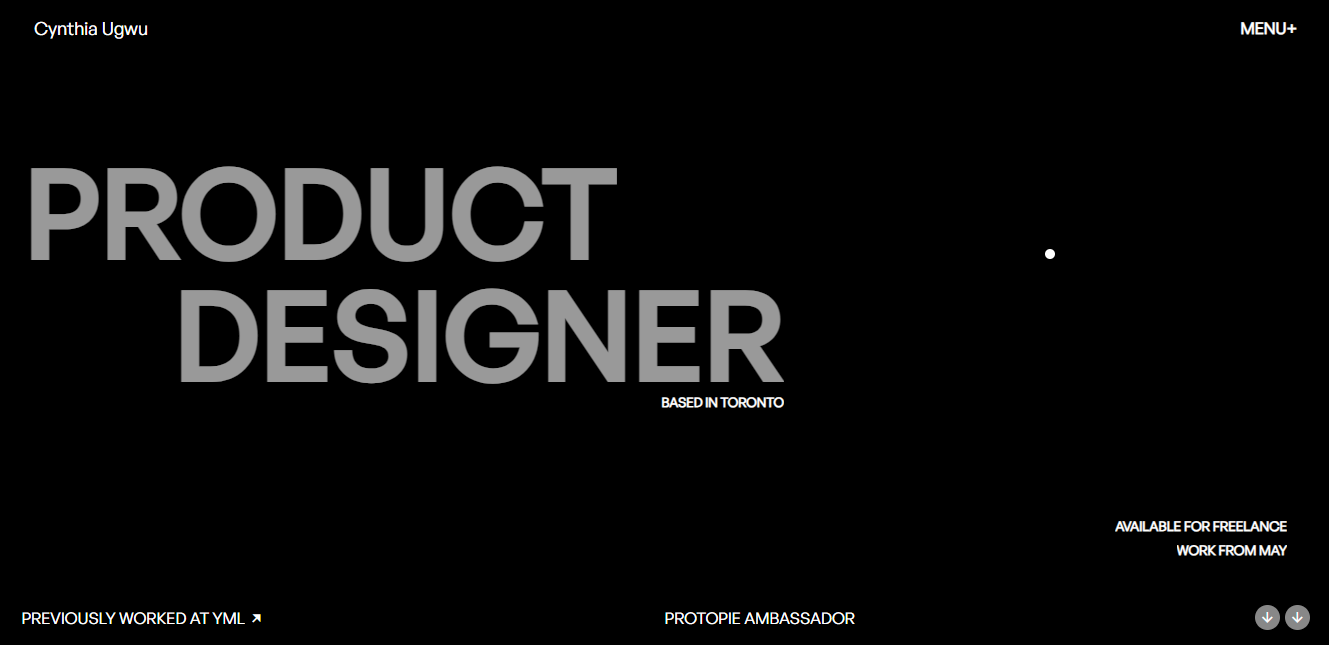 Cynthia Ugwu
MENU+
PRODUCT
DESIGNER
BASED IN TORONTO
AVAILABLE FOR FREELANCE
WORK FROM MAY
PREVIOUSLY WORKED AT YML
PROTOPIE AMBASSADOR